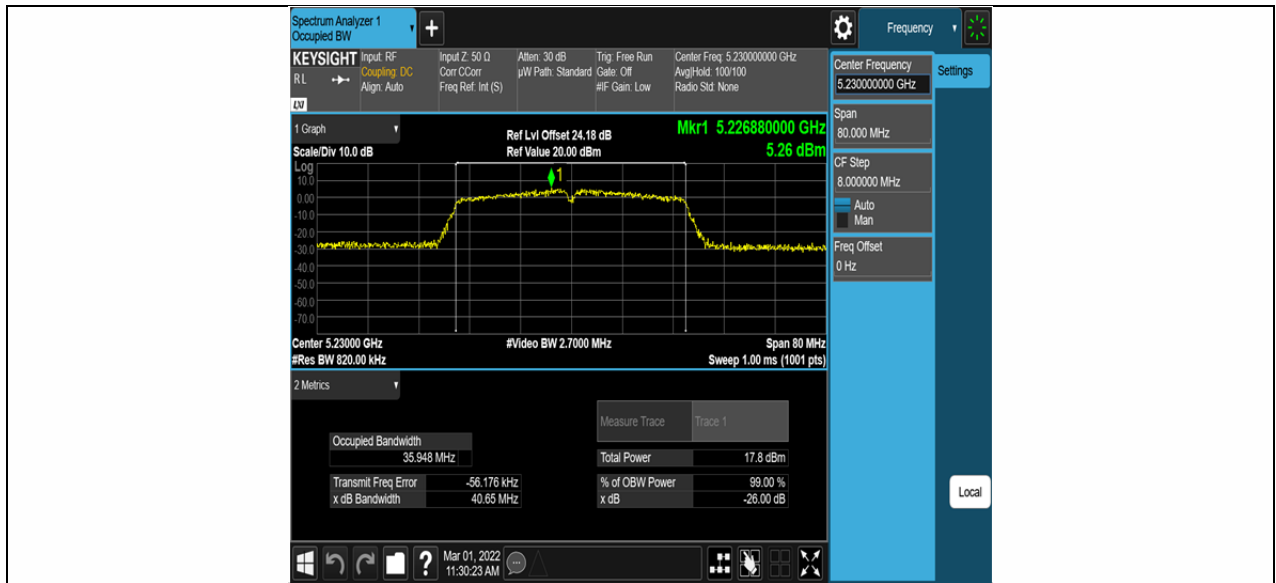 Spectrum Analyzer 1
Occupied BW
+
Frequency
KEYSIGHT
RL
LXI
Input: RF
Coupling: DC
Align: Auto
Input Z: 50 Ω
Corr CCorr
Freq Ref: Int (S)
Atten: 30 dB
µW Path: Standard
Trig: Free Run
Gate: Off
#IF Gain: Low
Center Freq: 5.230000000 GHz
Avg|Hold: 100/100
Radio Std: None
Center Frequency
5.230000000 GHz
Settings
Span
80.000 MHz
CF Step
8.000000 MHz
Auto
Man
Freq Offset
0 Hz
Local
1 Graph
Scale/Div 10.0 dB
Ref Lvl Offset 24.18 dB
Ref Value 20.00 dBm
Mkr1 5.226880000 GHz
5.26 dBm
Log
1
10.0
0.00
-10.0
-20.0
-30.0
-40.0
-50.0
-60.0
-70.0
Center 5.23000 GHz
#Res BW 820.00 kHz
#Video BW 2.7000 MHz
Span 80 MHz
Sweep 1.00 ms (1001 pts)
2 Metrics
Measure Trace Trace 1
Occupied Bandwidth
35.948 MHz
Total Power 17.8 dBm
Transmit Freq Error -56.176 kHz
% of OBW Power 99.00 %
x dB Bandwidth 40.65 MHz
x dB -26.00 dB
?
Mar 01, 2022
11:30:23 AM